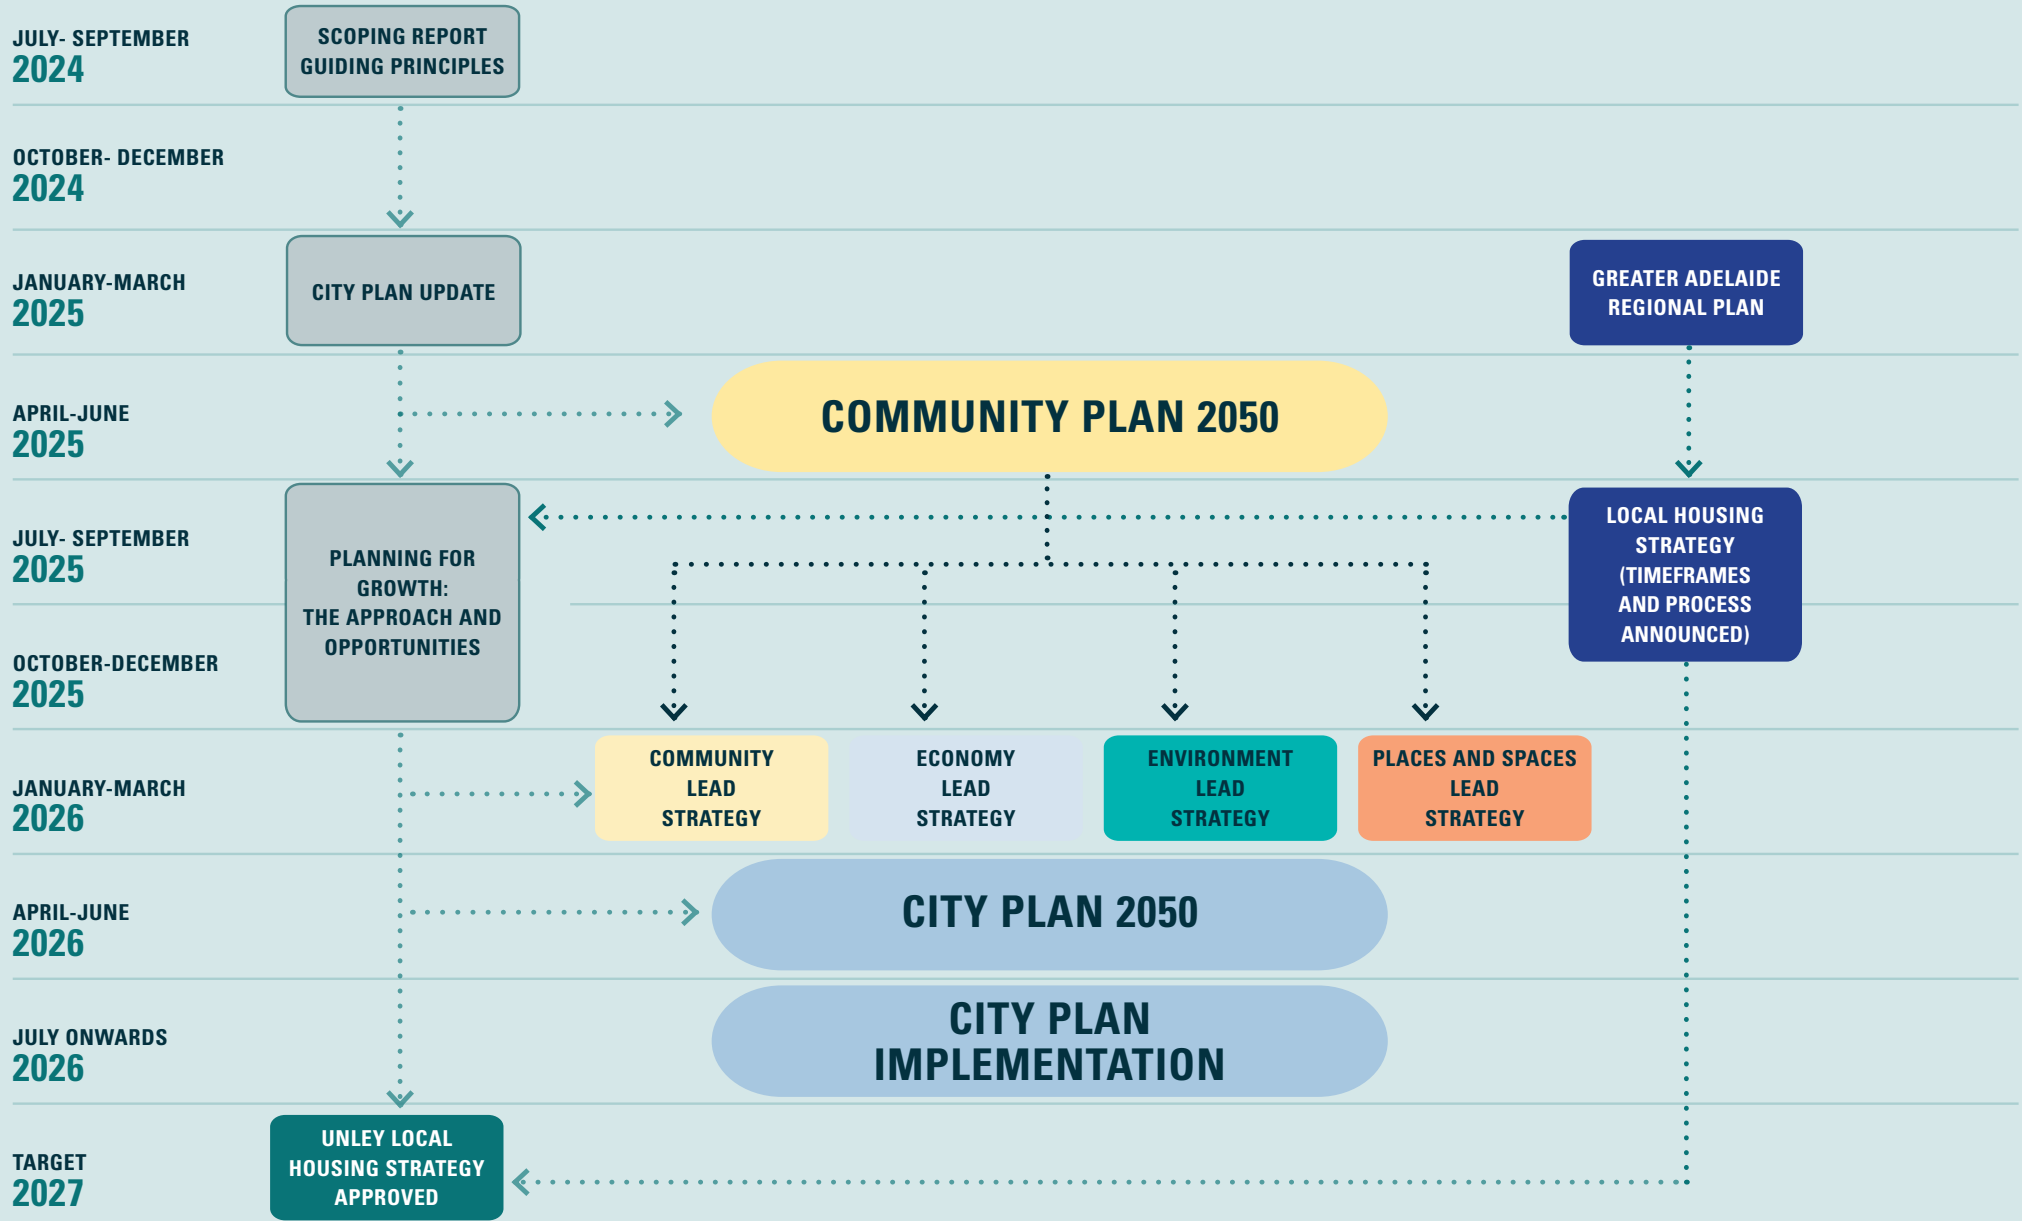 JULY- SEPTEMBER
2024
SCOPING REPORT
GUIDING PRINCIPLES
OCTOBER- DECEMBER
2024
JANUARY-MARCH
2025
CITY PLAN UPDATE
GREATER ADELAIDE
REGIONAL PLAN
APRIL-JUNE
2025
COMMUNITY PLAN 2050
JULY- SEPTEMBER
2025
PLANNING FOR
GROWTH:
THE APPROACH AND
OPPORTUNITIES
LOCAL HOUSING
STRATEGY
(TIMEFRAMES
AND PROCESS
ANNOUNCED)
OCTOBER-DECEMBER
2025
JANUARY-MARCH
2026
COMMUNITY
LEAD
STRATEGY
ECONOMY
LEAD
STRATEGY
ENVIRONMENT
LEAD
STRATEGY
PLACES AND SPACES
LEAD
STRATEGY
APRIL-JUNE
2026
CITY PLAN 2050
JULY ONWARDS
2026
CITY PLAN
IMPLEMENTATION
TARGET
2027
UNLEY LOCAL
HOUSING STRATEGY
APPROVED